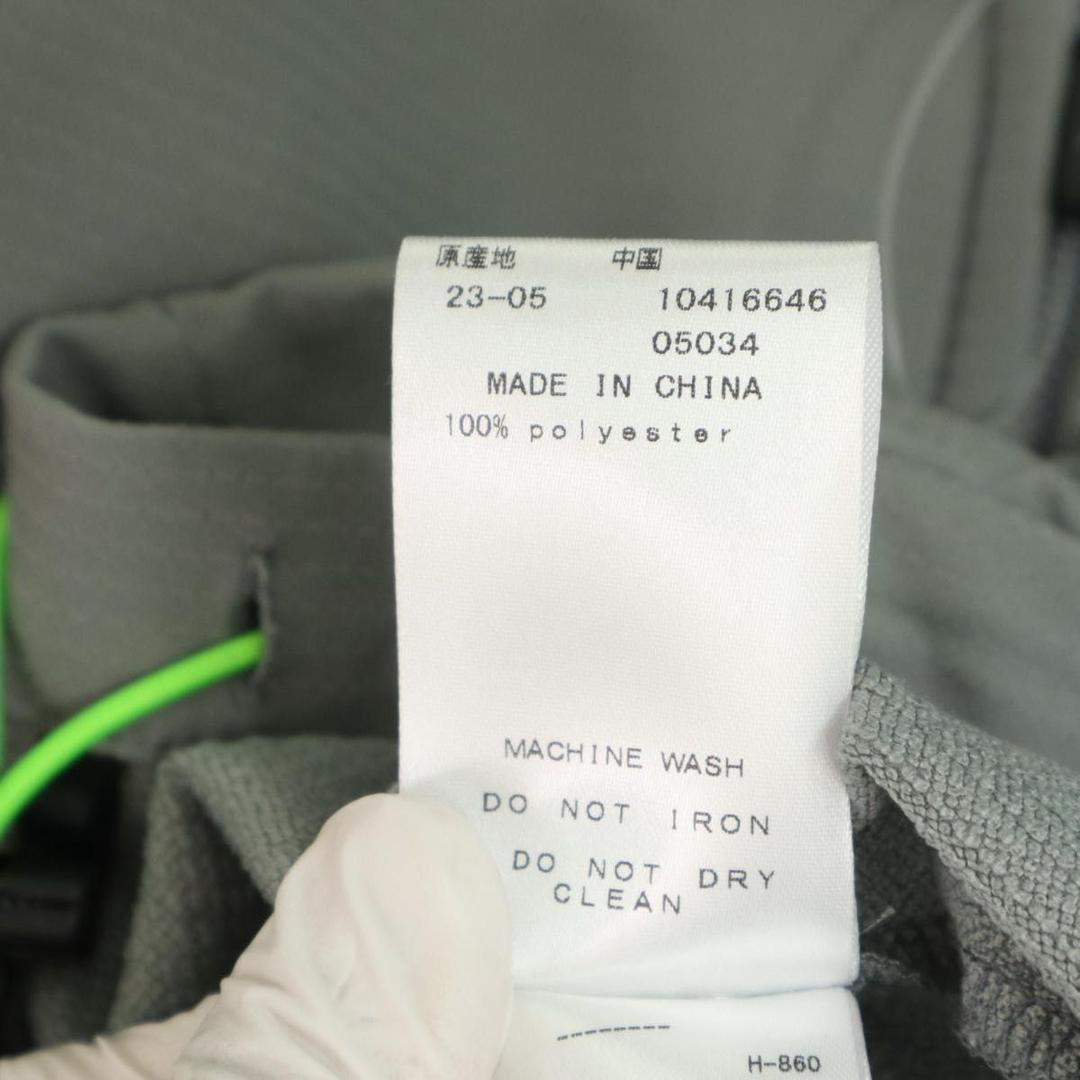 原産地 中国
23-05 10416646
05034
MADE IN CHINA
100% polyester
MACHINE WASH
DO NOT IRON
DO NOT DRY
CLEAN
H-860